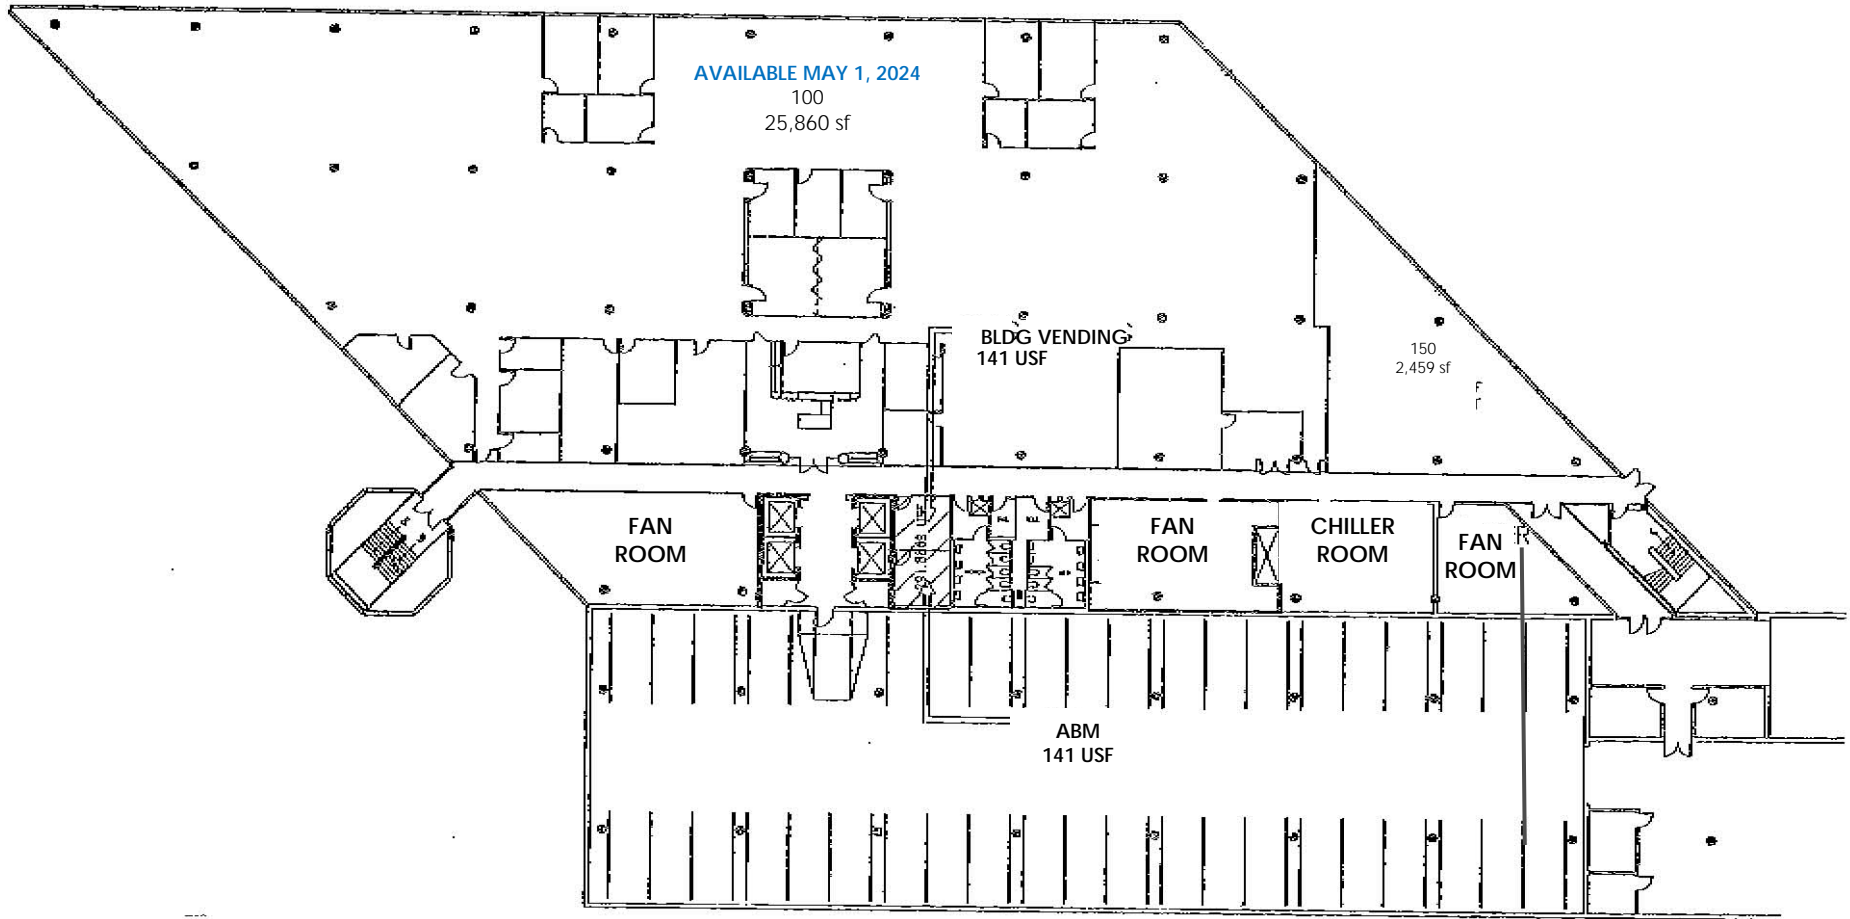 AVAILABLE MAY 1, 2024
100
25,860 sf
BLDG VENDING
141 USF
150
2,459 sf
FAN
ROOM
FAN
ROOM
CHILLER
ROOM
FAN
ROOM
ABM
141 USF